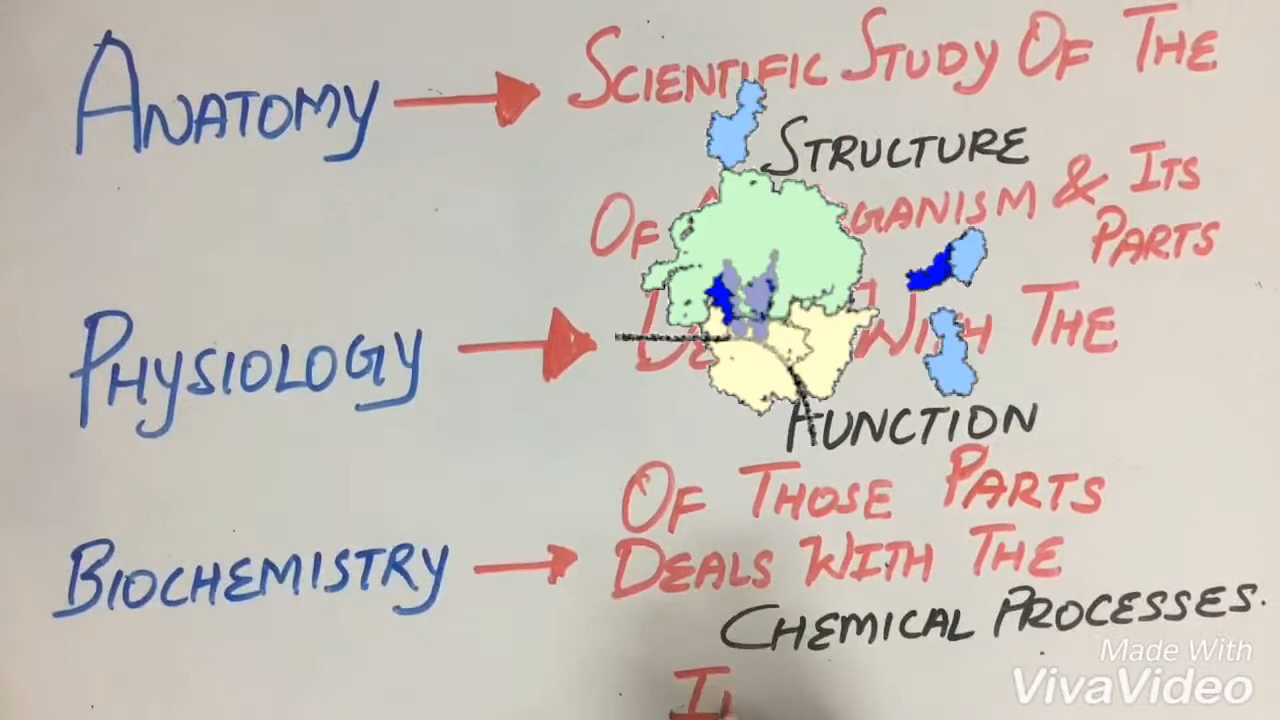 ANATOMY → SCIENTIFIC STUDY OF THE
STRUCTURE
OF ORGANISM & ITS
PARTS
PHYSIOLOGY → WITH THE
FUNCTION
OF THOSE PARTS
BIOCHEMISTRY → DEALS WITH THE
CHEMICAL PROCESSES.
Made With
VivaVideo